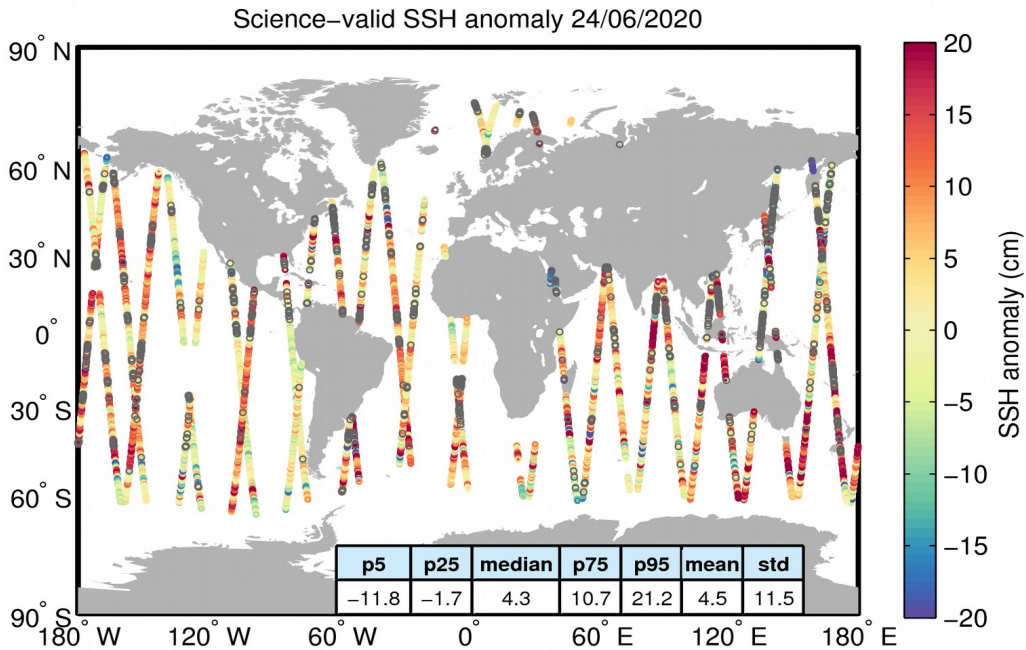 Science−valid SSH anomaly 24/06/2020
90° N
60° N
30° N
0°
30° S
60° S
90° S
180° W
120° W
60° W
0°
60° E
120° E
180° E
p5 p25 median p75 p95 mean std
−11.8 −1.7 4.3 10.7 21.2 4.5 11.5
20
15
10
5
0
−5
−10
−15
−20
SSH anomaly (cm)